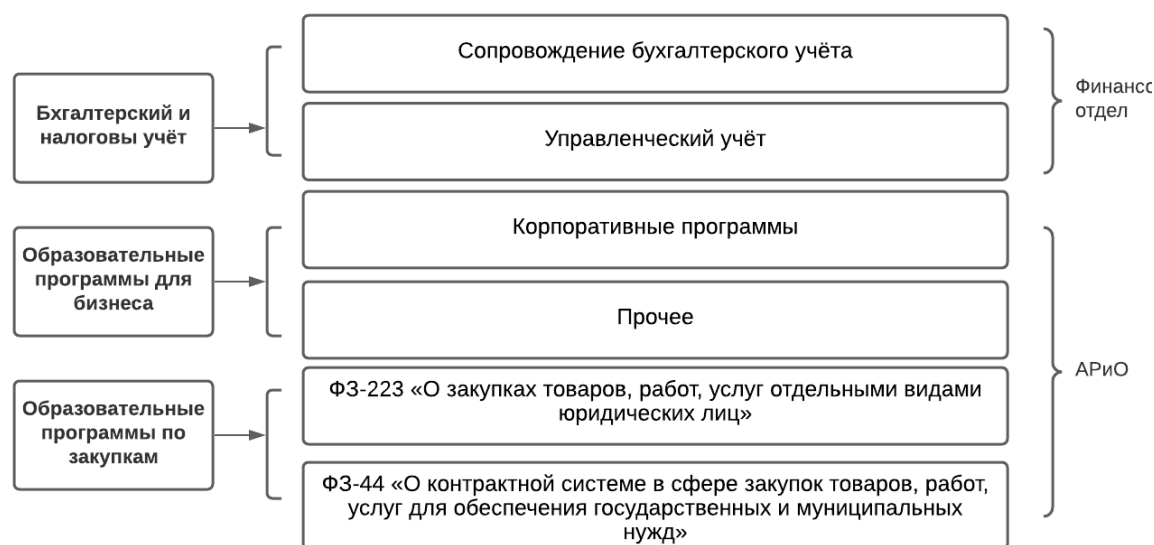 Сопровождение бухгалтерского учёта
Финансо
отдел
Бхгалтерский и
налоговы учёт
Управленческий учёт
Корпоративные программы
Образовательные
программы для
бизнеса
Прочее
АРиО
ФЗ-223 «О закупках товаров, работ, услуг отдельными видами
юридических лиц»
Образовательные
программы по
закупкам
ФЗ-44 «О контрактной системе в сфере закупок товаров, работ,
услуг для обеспечения государственных и муниципальных
нужд»